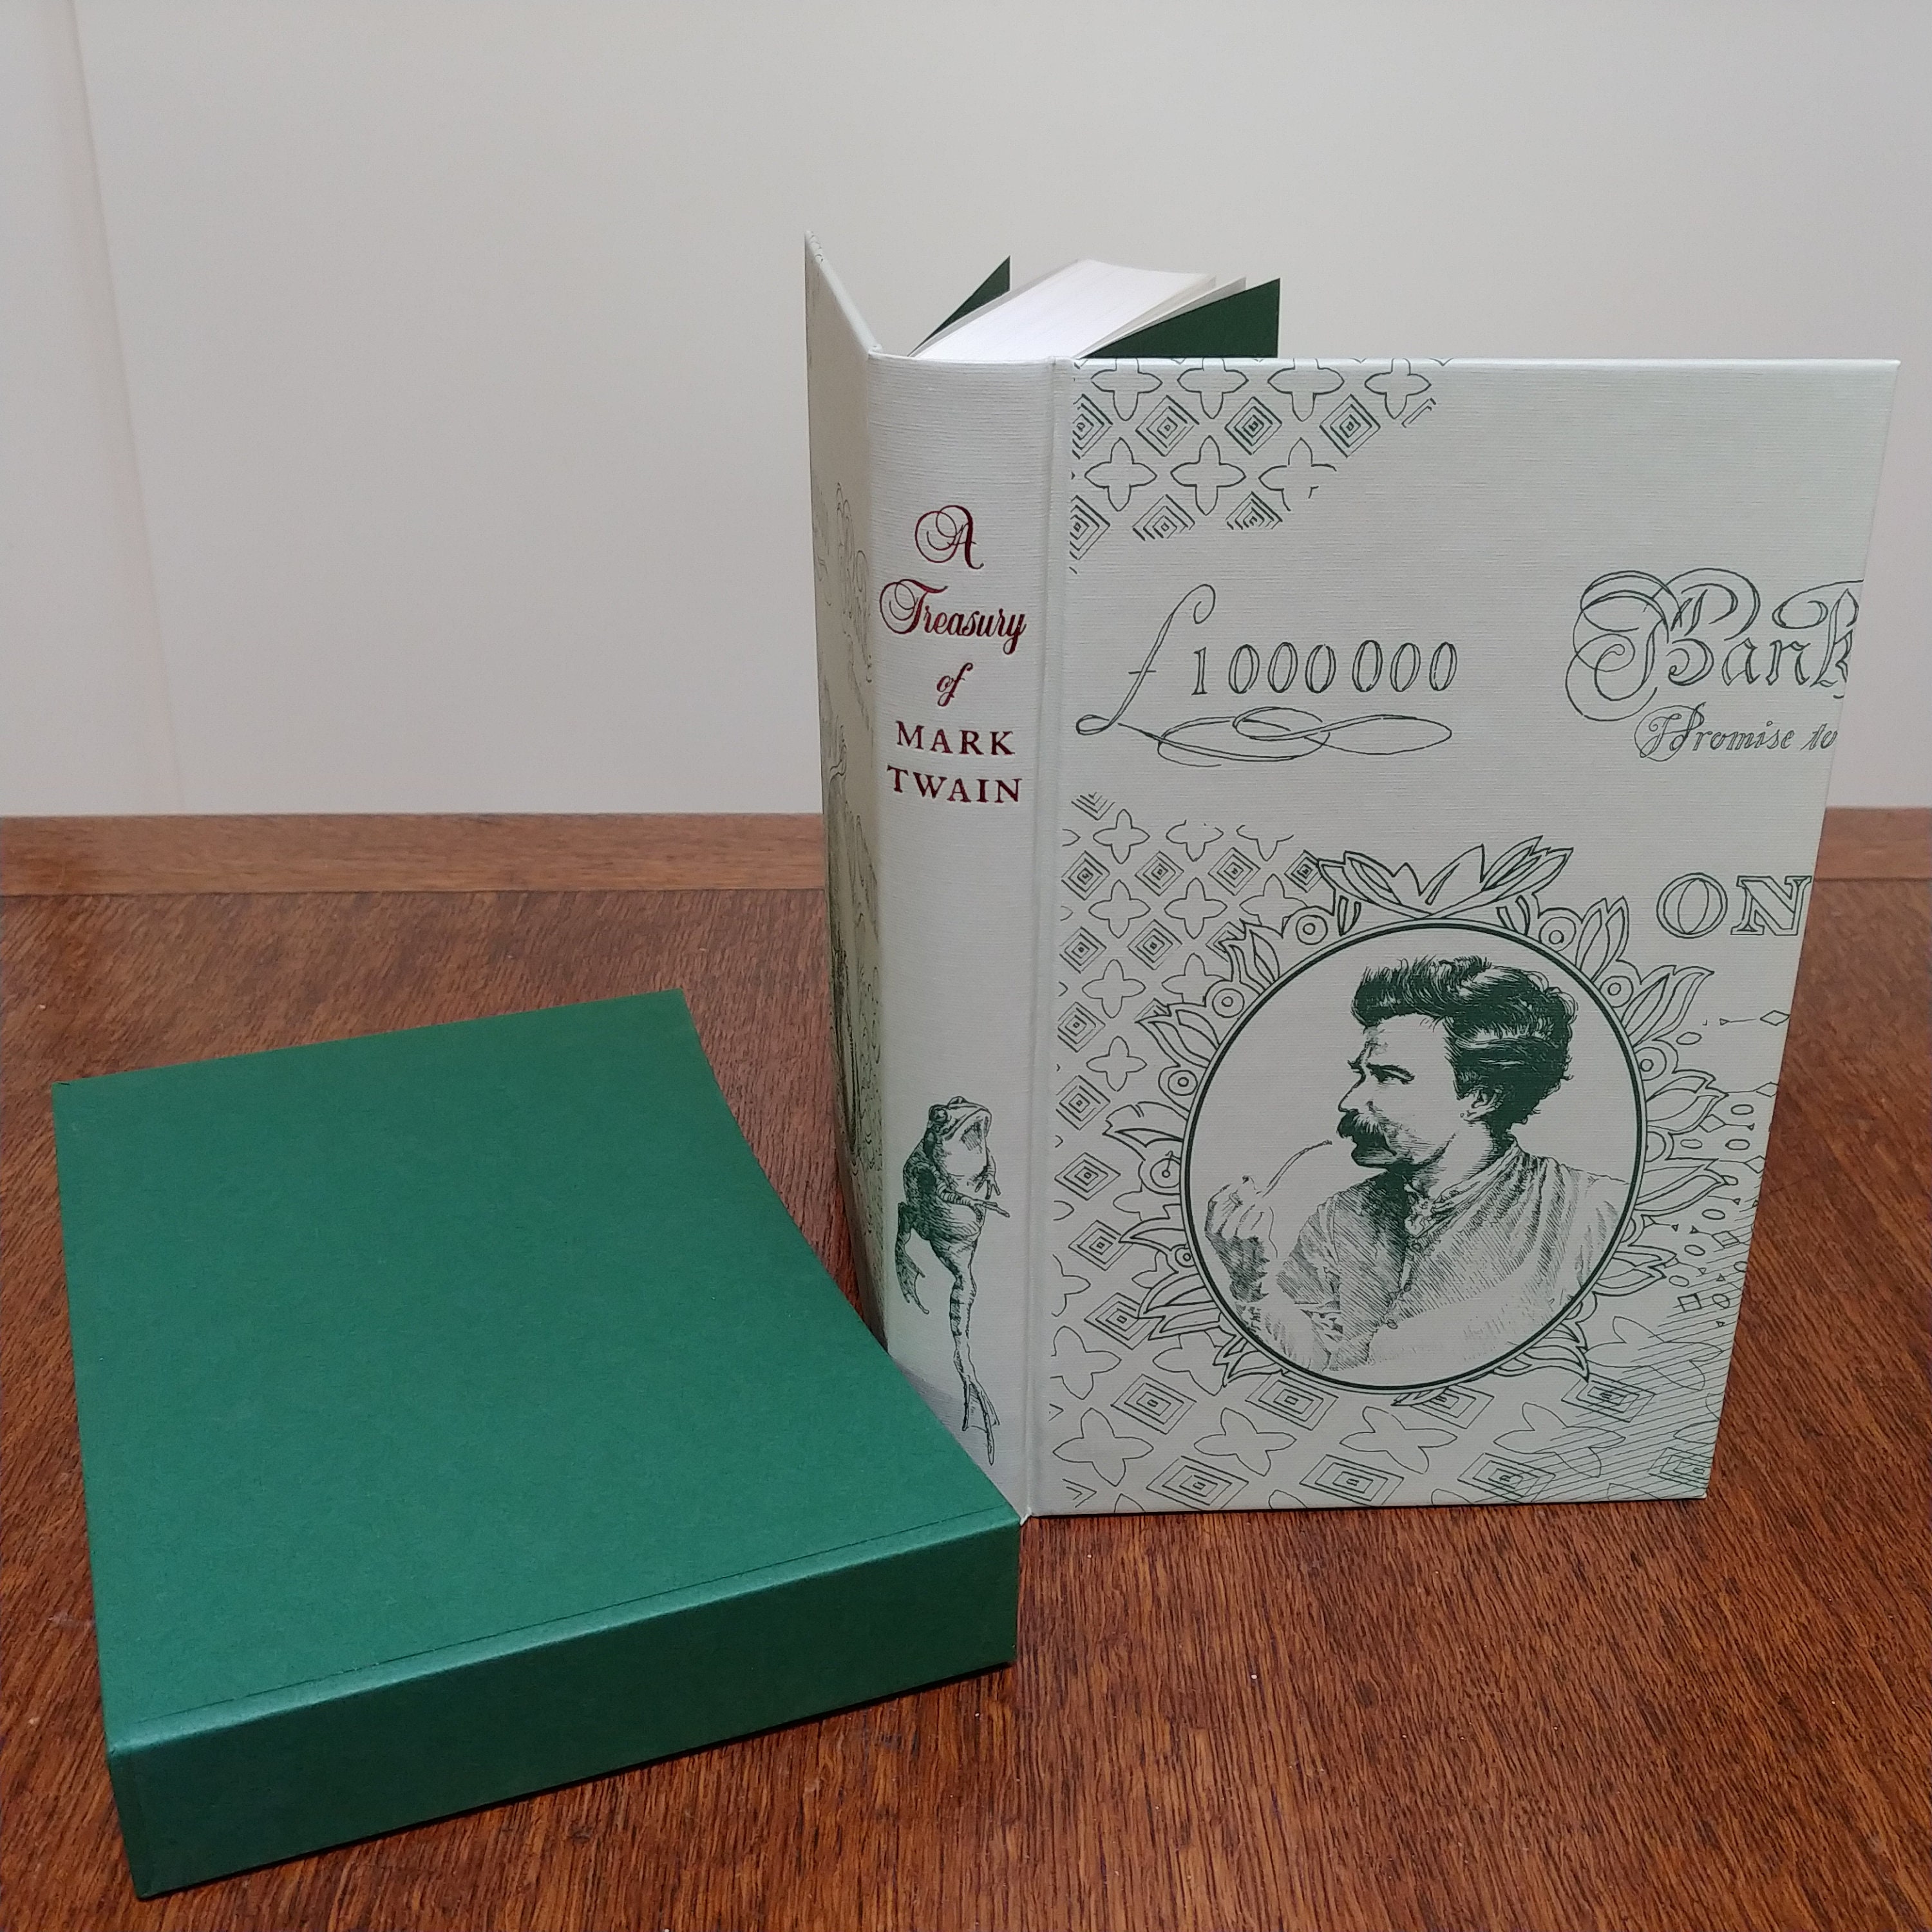 A
Treasury
of
MARK
TWAIN
£1000000
Bank
Promise to
ON